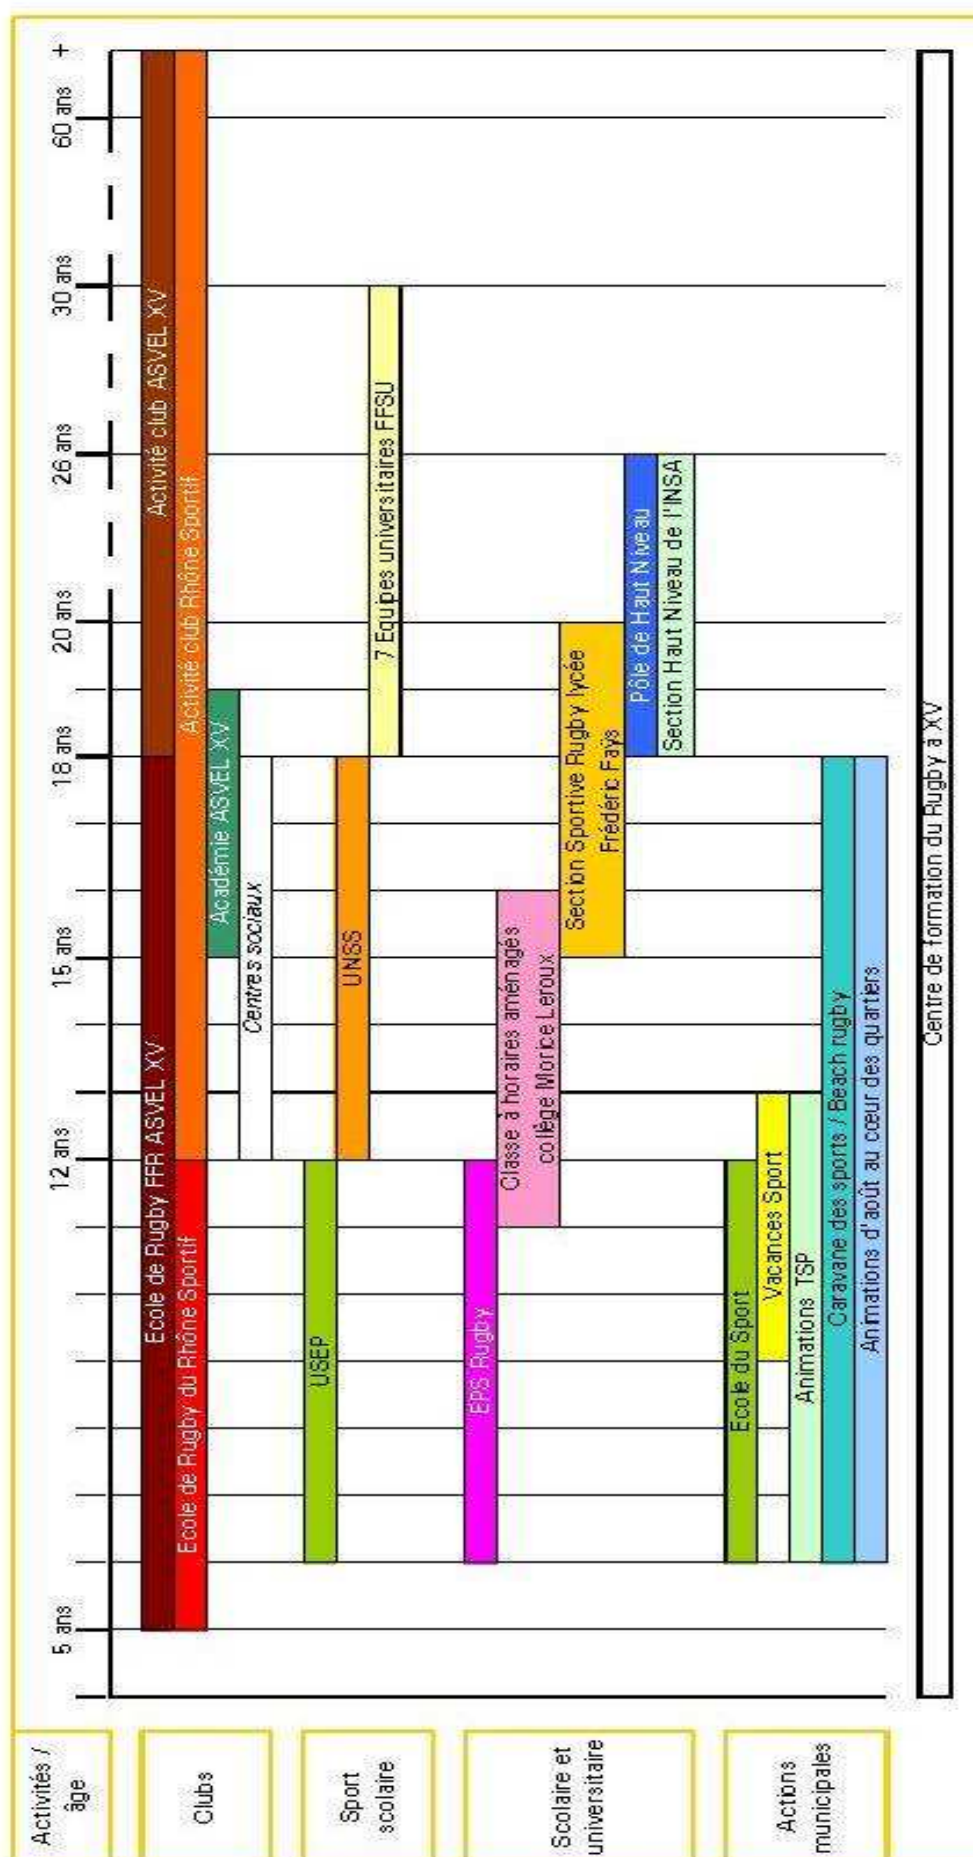 Activités /
âge
5 ans
12 ans
15 ans
18 ans
20 ans
26 ans
30 ans
60 ans
+
Clubs
Ecole de Rugby FFR ASVEL XV
Activité club ASVEL XV
Ecole de Rugby du Rhône Sportif
Activité club Rhône Sportif
Académie ASVEL XV
Centres sociaux
Sport
scolaire
USEP
UNSS
7 Equipes universitaires FFSU
Scolaire et
universitaire
EPS Rugby
Classe à horaires aménagés
collège Morice Leroux
Section Sportive Rugby lycée
Frédéric Fays
Pôle de Haut Niveau
Section Haut Niveau de l'INSA
Actions
municipales
Ecole du Sport
Vacances Sport
Animations TSP
Caravane des sports / Beach rugby
Animations d'août au cœur des quartiers
Centre de formation du Rugby à XV